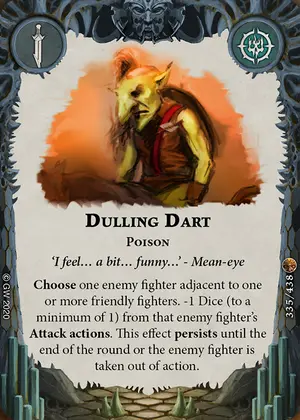 DULLING DART
POISON
'I feel… a bit… funny…' - Mean-eye
Choose one enemy fighter adjacent to one
or more friendly fighters. -1 Dice (to a
minimum of 1) from that enemy fighter's
Attack actions. This effect persists until the
end of the round or the enemy fighter is
taken out of action.
© GW 2020
335/438